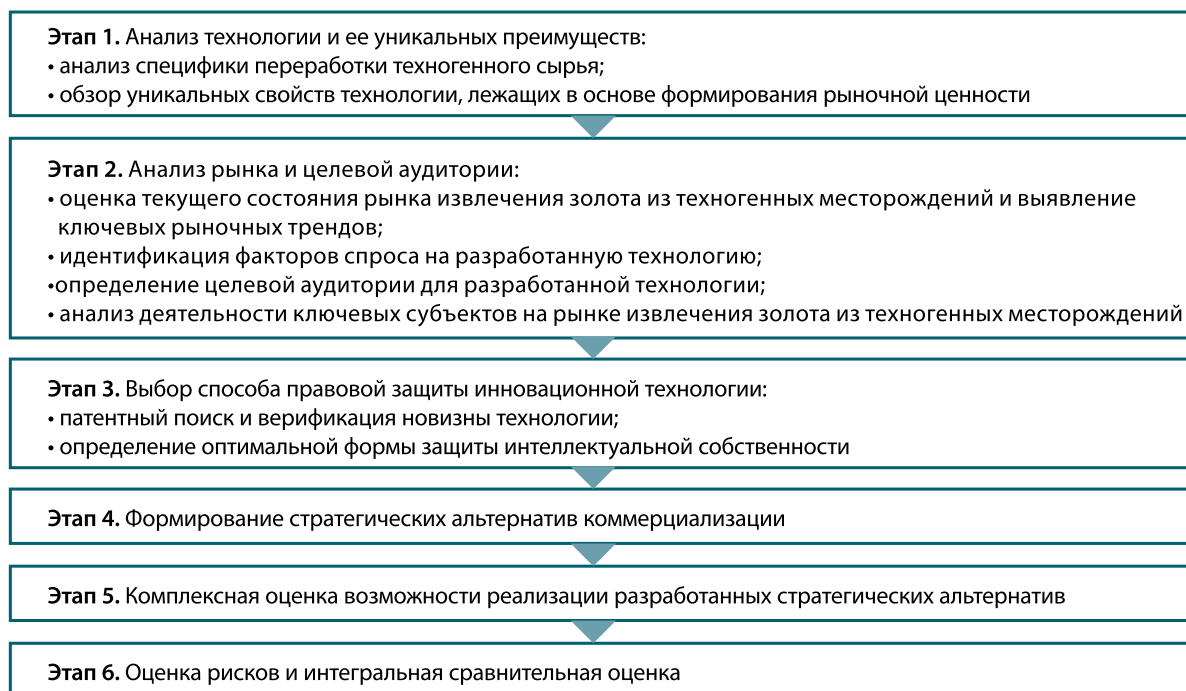 Этап 1. Анализ технологии и ее уникальных преимуществ:
• анализ специфики переработки техногенного сырья;
• обзор уникальных свойств технологии, лежащих в основе формирования рыночной ценности
Этап 2. Анализ рынка и целевой аудитории:
• оценка текущего состояния рынка извлечения золота из техногенных месторождений и выявление
ключевых рыночных трендов;
• идентификация факторов спроса на разработанную технологию;
•определение целевой аудитории для разработанной технологии;
• анализ деятельности ключевых субъектов на рынке извлечения золота из техногенных месторождений
Этап 3. Выбор способа правовой защиты инновационной технологии:
• патентный поиск и верификация новизны технологии;
• определение оптимальной формы защиты интеллектуальной собственности
Этап 4. Формирование стратегических альтернатив коммерциализации
Этап 5. Комплексная оценка возможности реализации разработанных стратегических альтернатив
Этап 6. Оценка рисков и интегральная сравнительная оценка